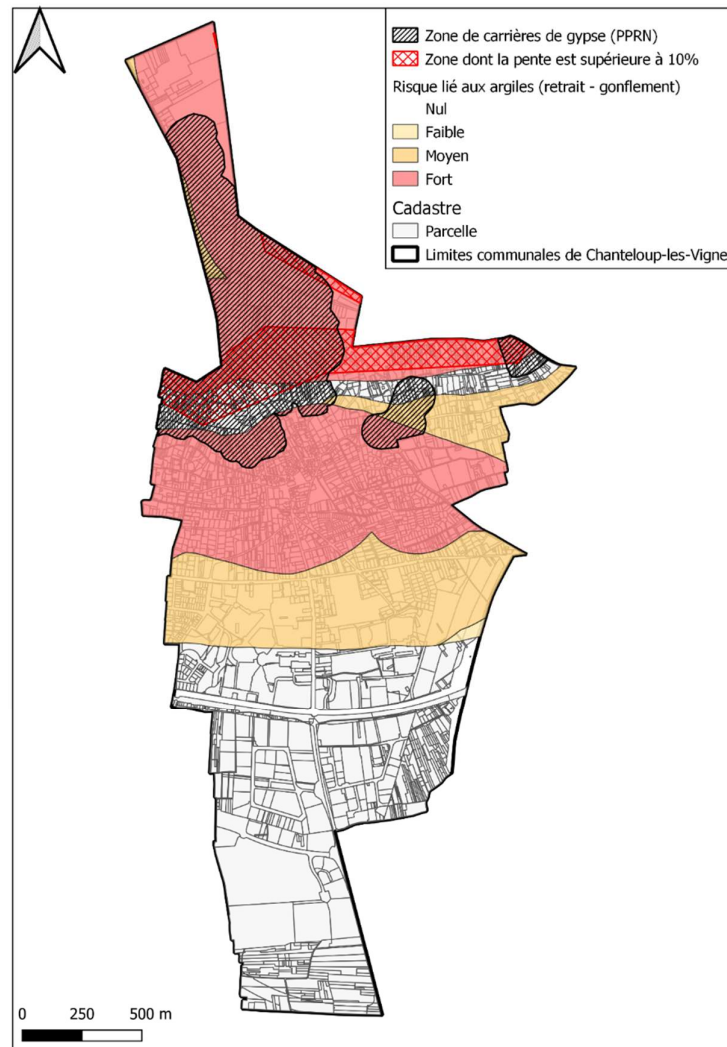 Zone de carrières de gypse (PPRN)
Zone dont la pente est supérieure à 10%
Risque lié aux argiles (retrait - gonflement)
Nul
Faible
Moyen
Fort
Cadastre
Parcelle
Limites communales de Chanteloup-les-Vigne
0 250 500 m